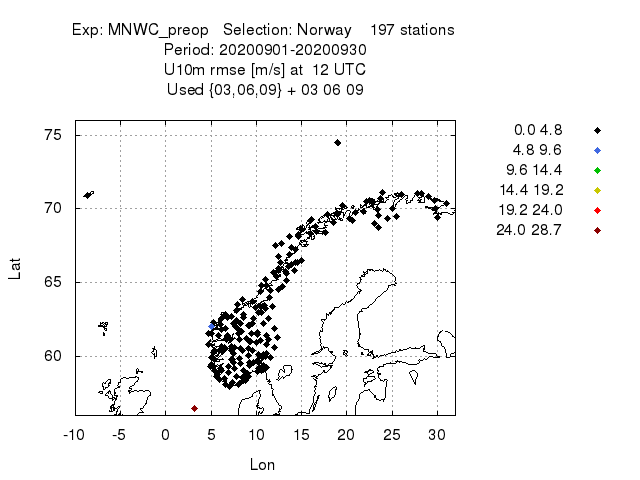 Exp: MNWC_preop   Selection: Norway    197 stations
Period: 20200901-20200930
U10m rmse [m/s] at  12 UTC
Used {03,06,09} + 03 06 09
0.0 4.8
4.8 9.6
9.6 14.4
14.4 19.2
19.2 24.0
24.0 28.7
Lat
75
70
65
60
-10 -5 0 5 10 15 20 25 30
Lon